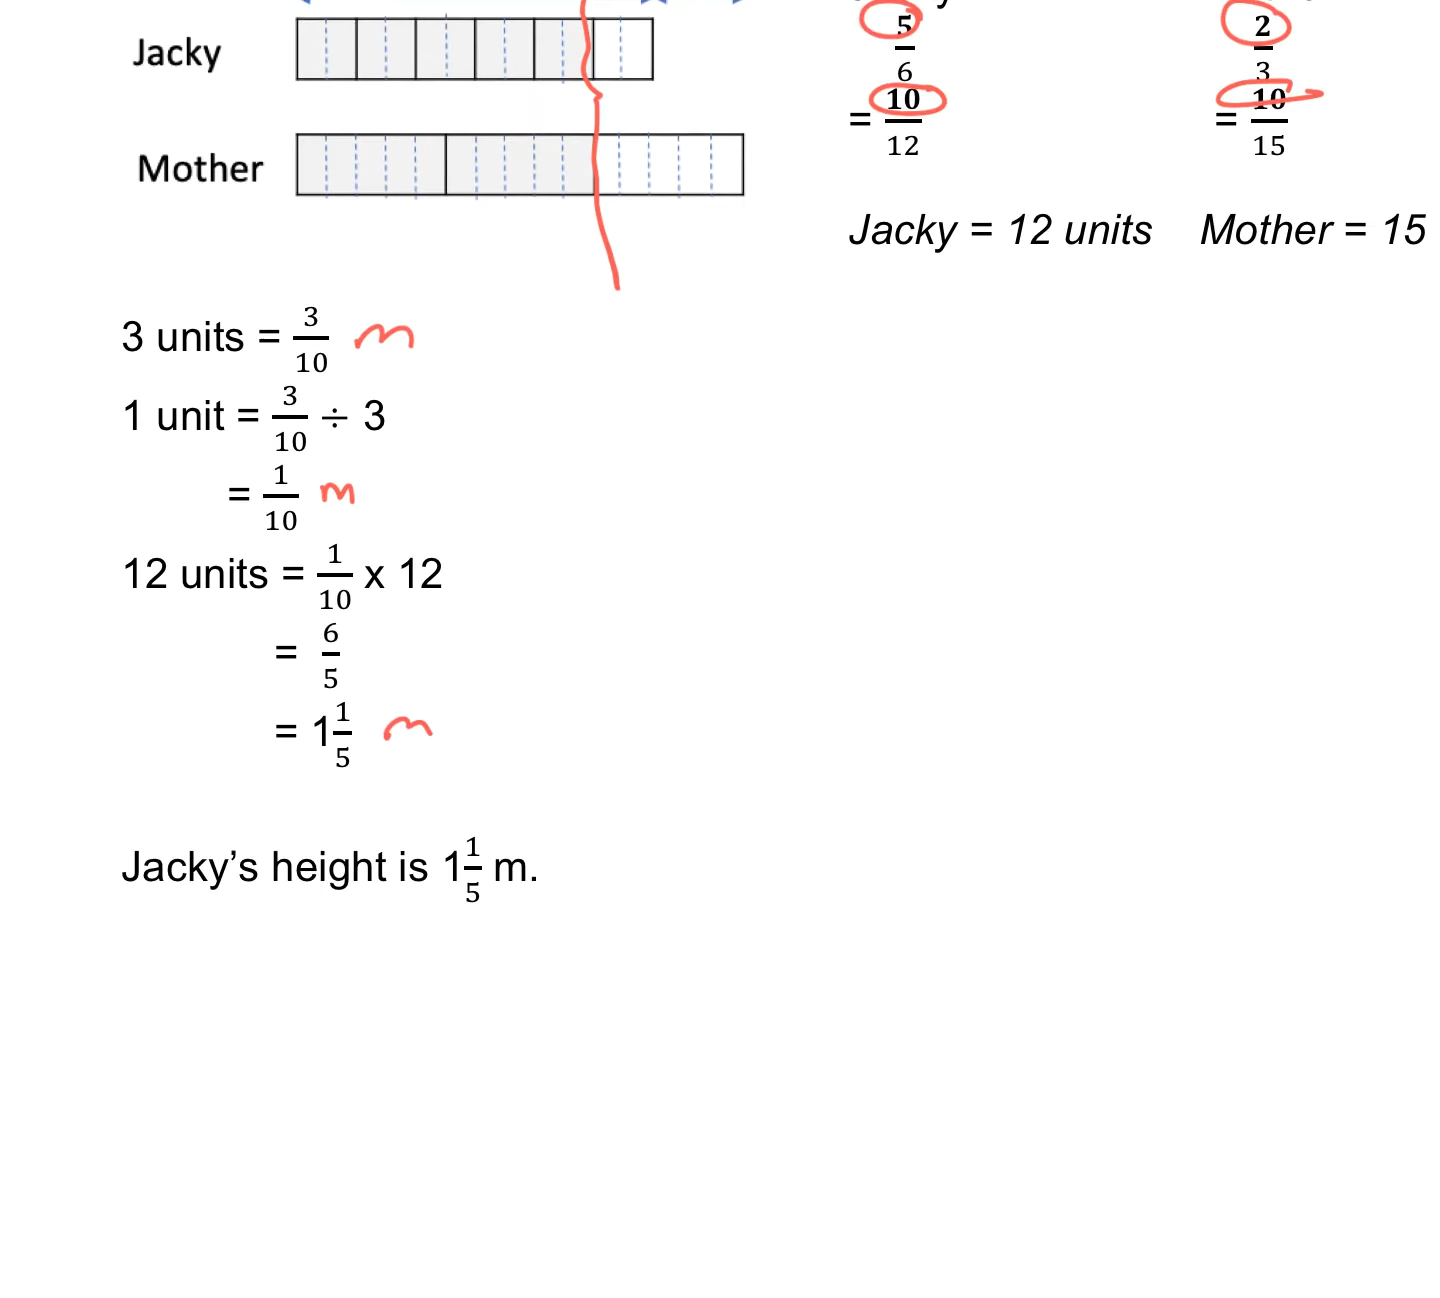 Jacky
5/6
2/3
= 10/12
= 10/15
Mother
Jacky = 12 units Mother = 15
3 units = 3/10 m
1 unit = 3/10 ÷ 3
= 1/10 m
12 units = 1/10 x 12
= 6/5
= 1 1/5 m
Jacky’s height is 1 1/5 m.